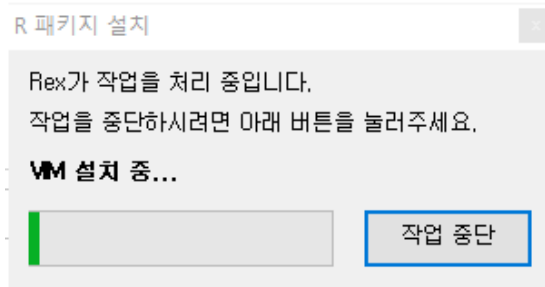 R 패키지 설치
x
Rex가 작업을 처리 중입니다.
작업을 중단하시려면 아래 버튼을 눌러주세요.
VIM 설치 중...
작업 중단